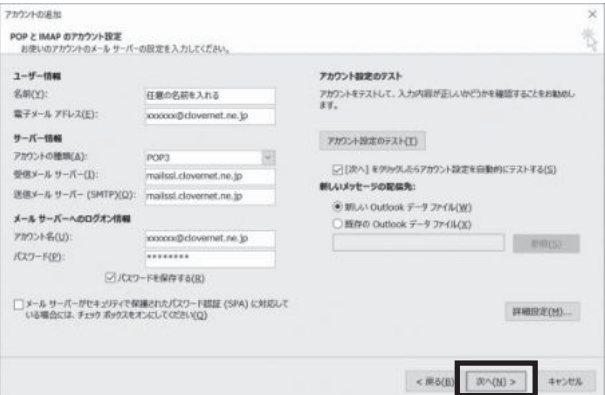 アカウントの追加
×
POP と IMAP のアカウント設定
お使いのアカウントのメール サーバーの設定を入力してください。
ユーザー情報
名前(Y):
任意の名前を入れる
電子メール アドレス(E):
xxxxxx@clovernet.ne.jp
サーバー情報
アカウントの種類(A):
POP3
受信メール サーバー(I):
mailssl.clovernet.ne.jp
送信メール サーバー (SMTP)(O):
mailssl.clovernet.ne.jp
メール サーバーへのログオン情報
アカウント名(U):
xxxxxx@clovernet.ne.jp
パスワード(P):
********
パスワードを保存する(R)
メール サーバーがセキュリティで保護されたパスワード認証 (SPA) に対応して
いる場合には、チェック ボックスをオンにしてください(Q)
アカウント設定のテスト
アカウントをテストして、入力内容が正しいかどうかを確認することをお勧めし
ます。
アカウント設定のテスト(T)
[次へ] をクリックしたらアカウント設定を自動的にテストする(S)
新しいメッセージの配信先:
新しい Outlook データ ファイル(W)
既存の Outlook データ ファイル(X)
参照(S)
詳細設定(M)...
< 戻る(B)
次へ(N) >
キャンセル